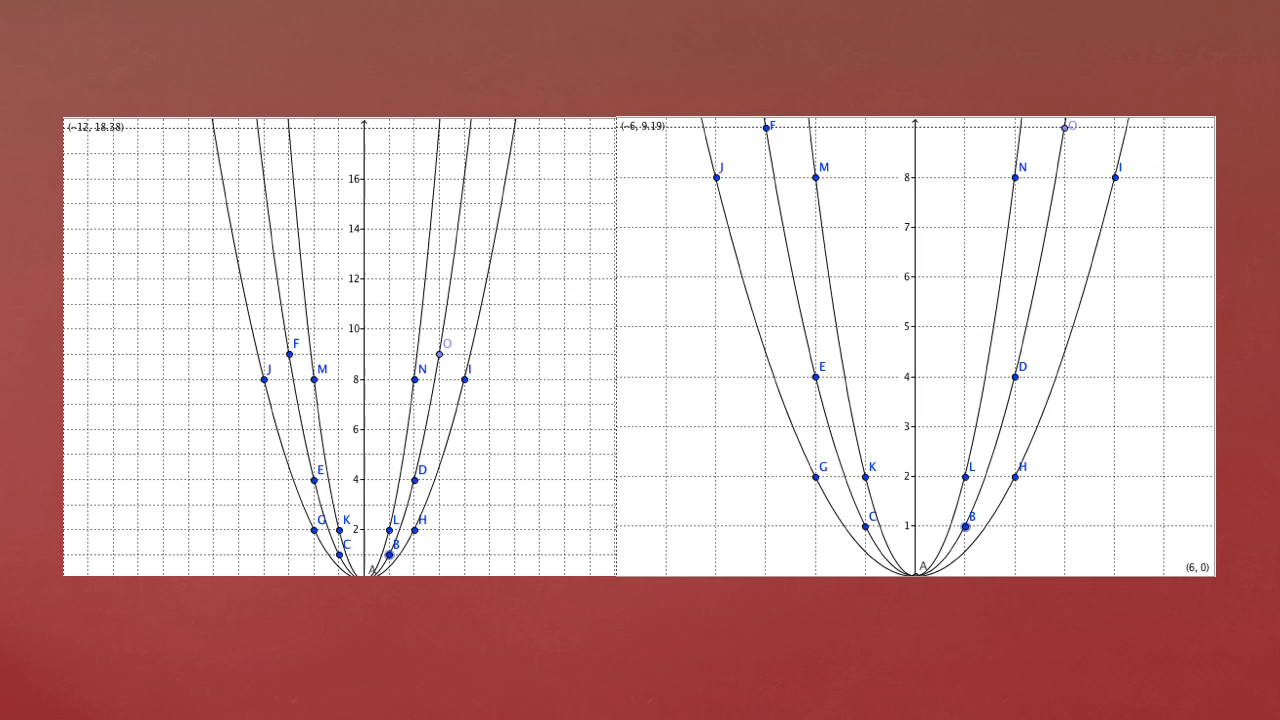 (−12, 18.38)
16
14
12
10
8
6
4
2
J
F
M
E
G
K
C
A
N
O
I
D
L
H
B
(−6, 9.19)
8
7
6
5
4
3
2
1
F
J
M
E
G
K
C
A
O
N
I
D
L
H
B
(6, 0)